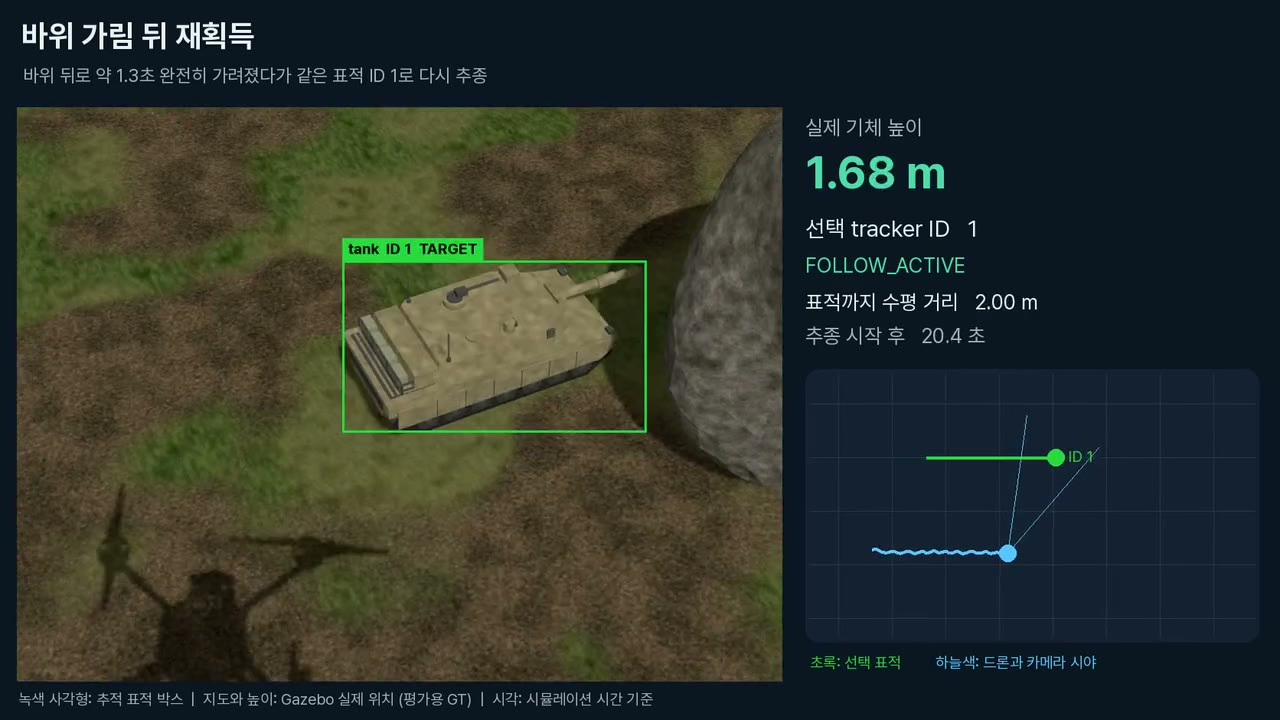 바위 가림 뒤 재획득
바위 뒤로 약 1.3초 완전히 가려졌다가 같은 표적 ID 1로 다시 추종
tank ID 1 TARGET
실제 기체 높이
1.68 m
선택 tracker ID 1
FOLLOW_ACTIVE
표적까지 수평 거리 2.00 m
추종 시작 후 20.4 초
ID 1
초록: 선택 표적 하늘색: 드론과 카메라 시야
녹색 사각형: 추적 표적 박스 | 지도와 높이: Gazebo 실제 위치 (평가용 GT) | 시각: 시뮬레이션 시간 기준